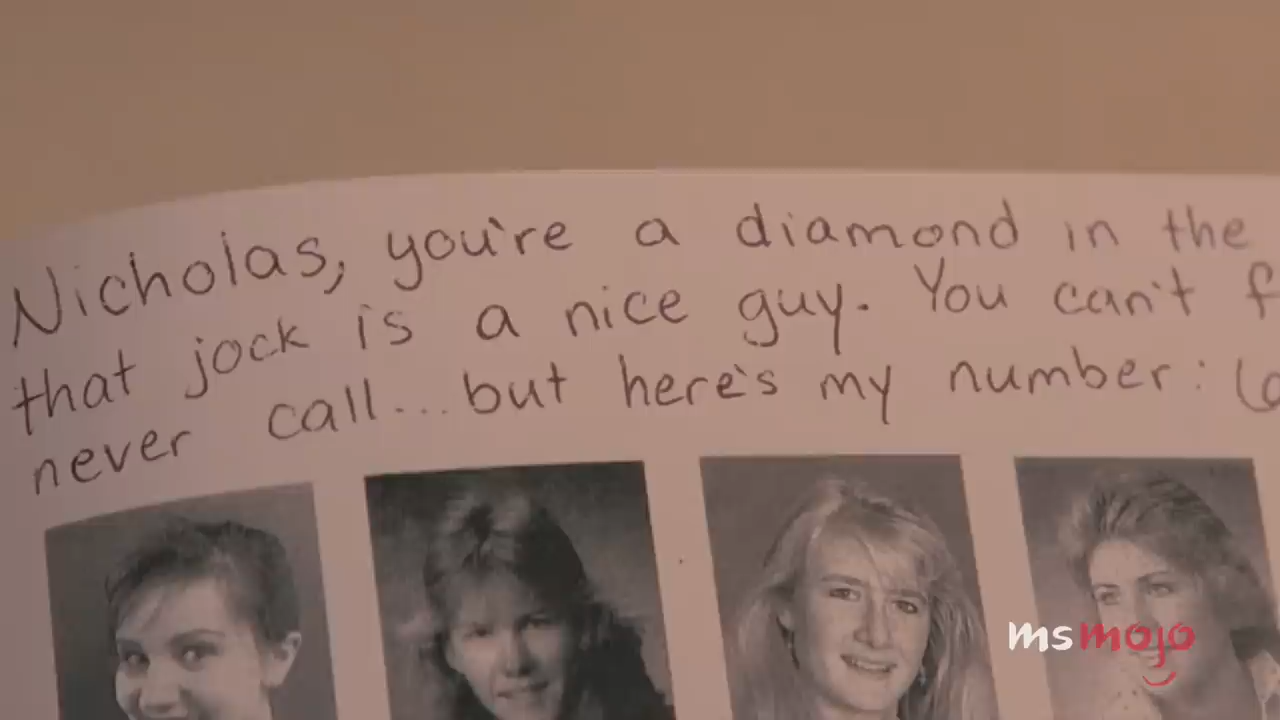 Nicholas, you're a diamond in the
that jock is a nice guy. You can't
never call... but here's my number:
msmojo